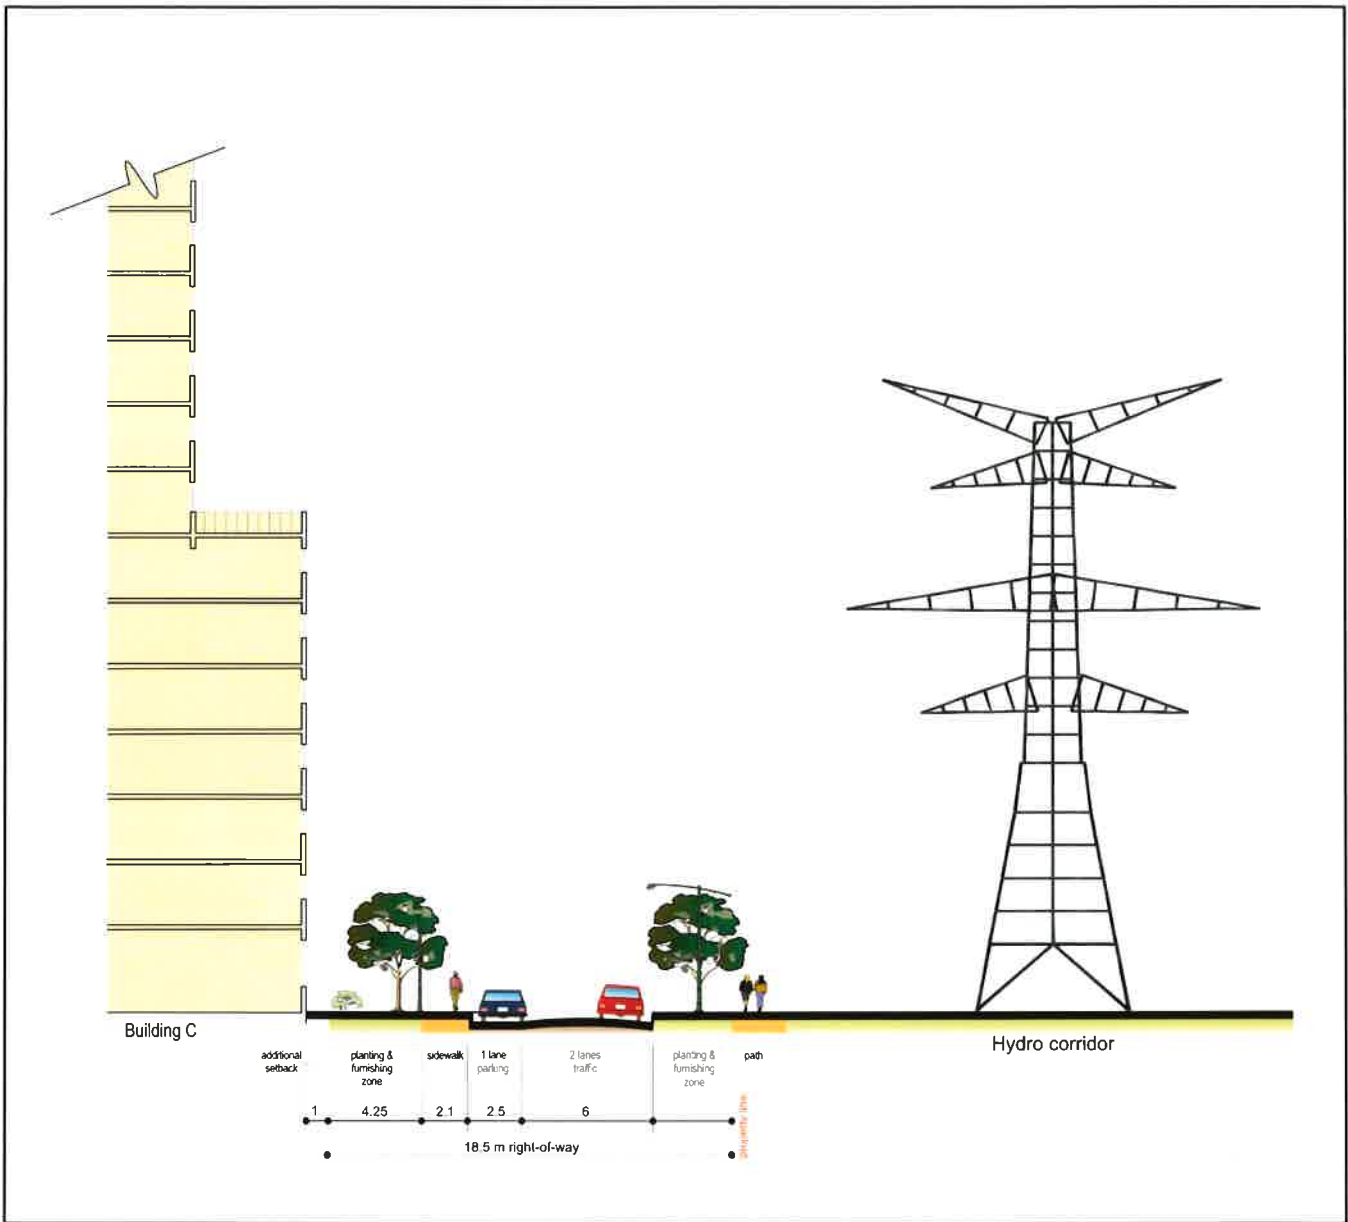 Building C
Hydro corridor
additional
setback
planting &
furnishing
zone
sidewalk
1 lane
parking
2 lanes
traffic
planting &
furnishing
zone
path
1
4.25
2.1
2.5
6
property line
18.5 m right-of-way